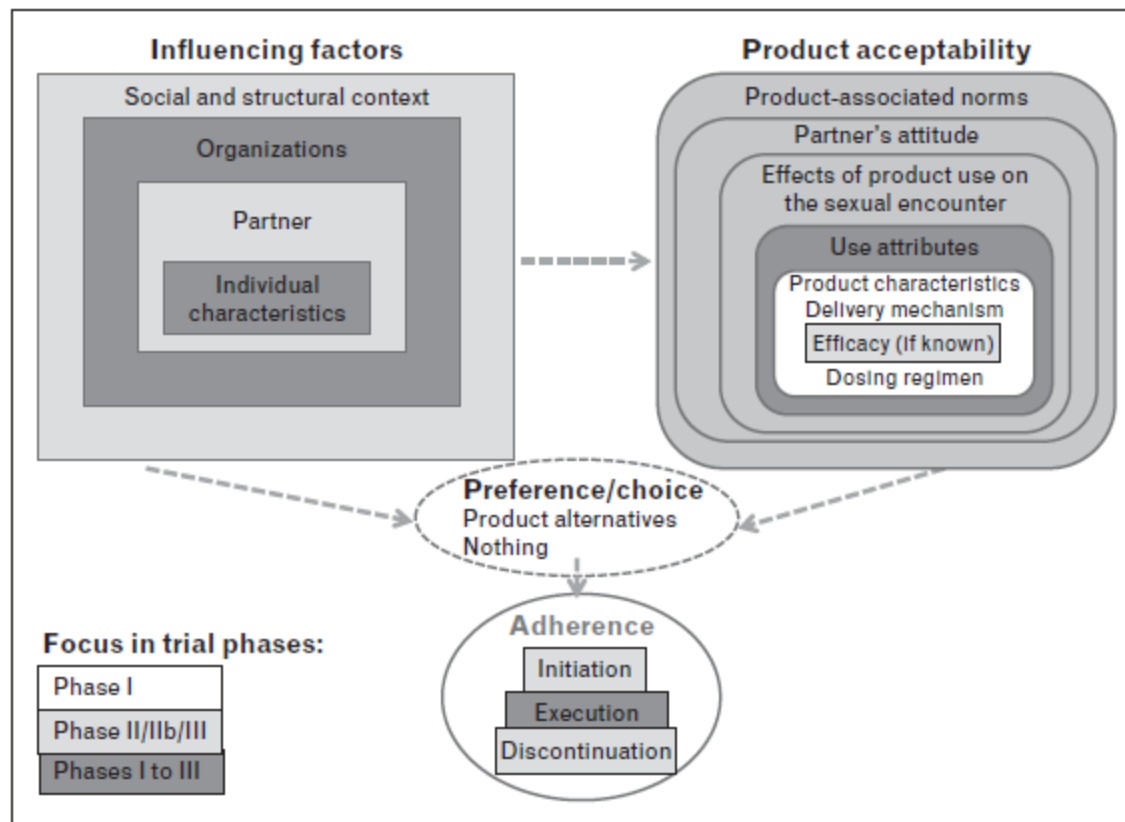 Influencing factors
Social and structural context
Organizations
Partner
Individual
characteristics
Product acceptability
Product-associated norms
Partner's attitude
Effects of product use on
the sexual encounter
Use attributes
Product characteristics
Delivery mechanism
Efficacy (if known)
Dosing regimen
Preference/choice
Product alternatives
Nothing
Adherence
Initiation
Execution
Discontinuation
Focus in trial phases:
Phase I
Phase II/IIb/III
Phases I to III